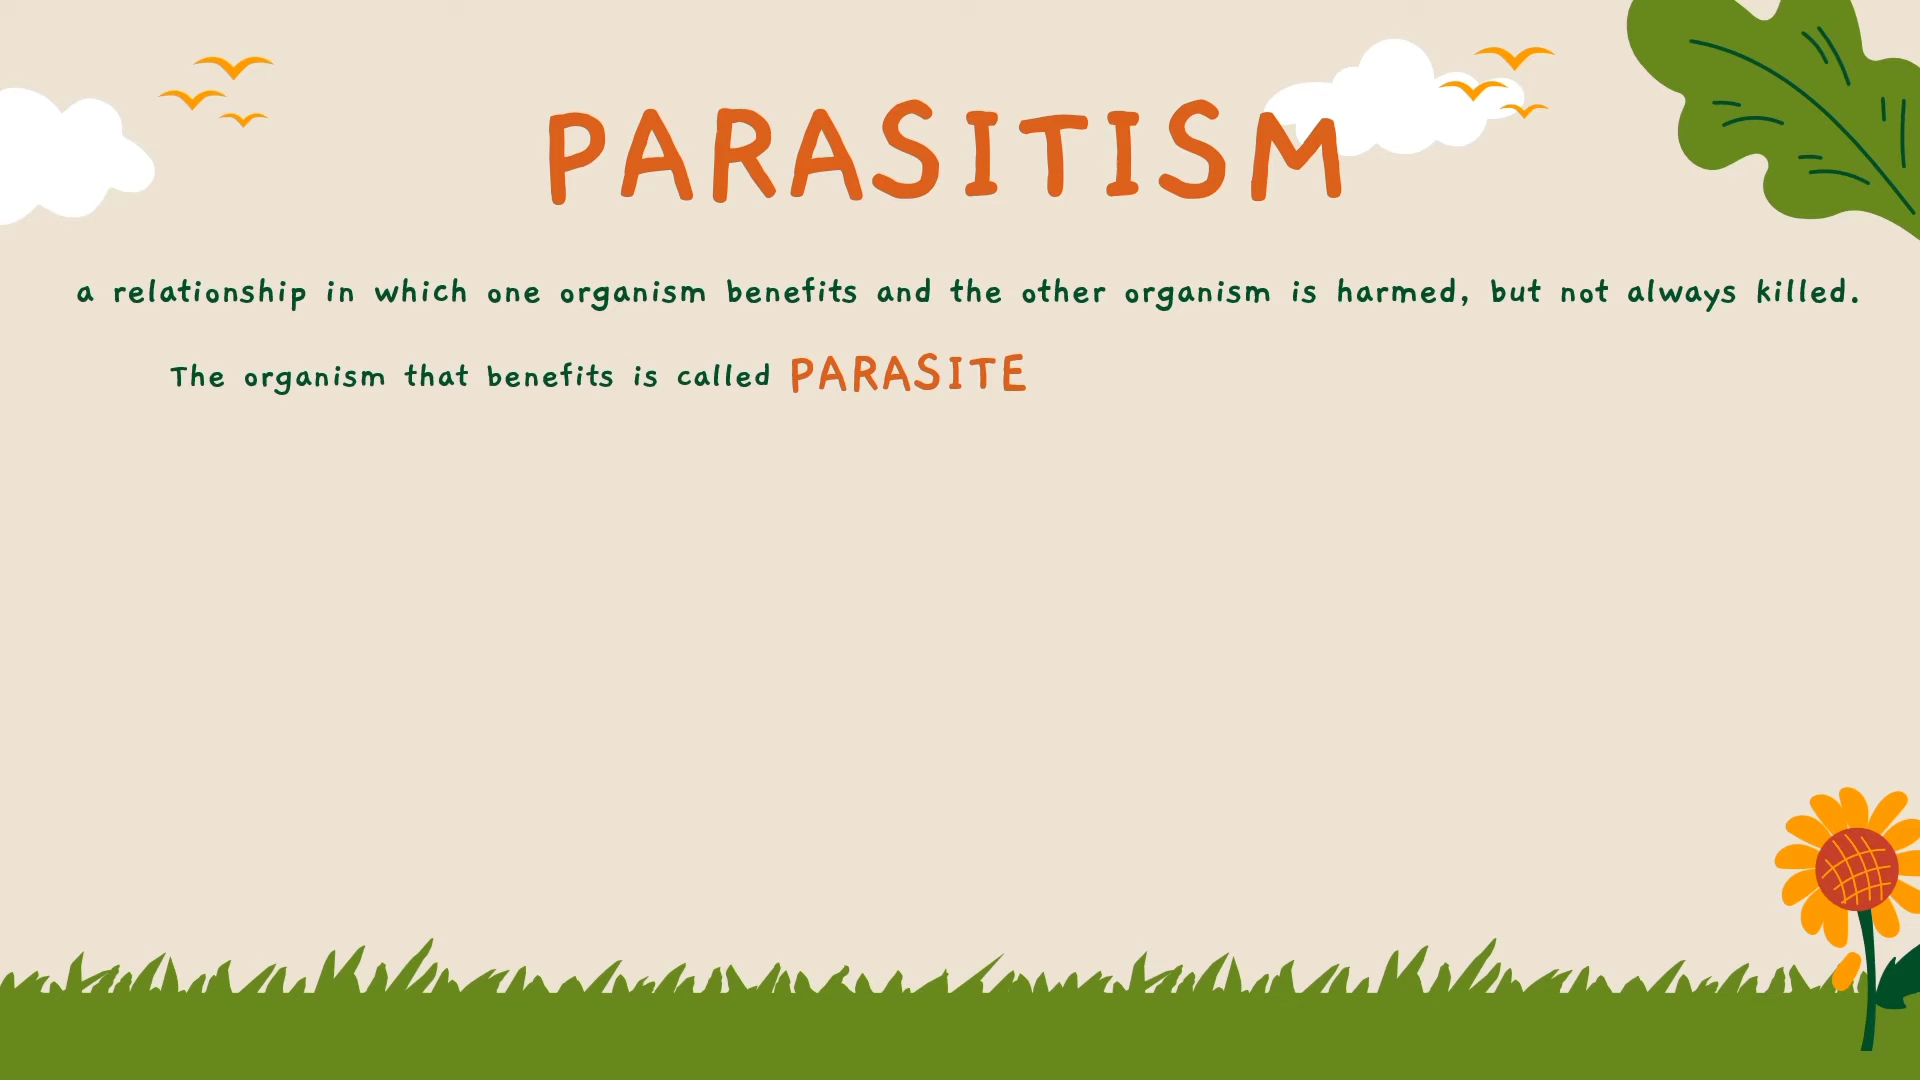 PARASITISM
a relationship in which one organism benefits and the other organism is harmed, but not always killed.
The organism that benefits is called PARASITE